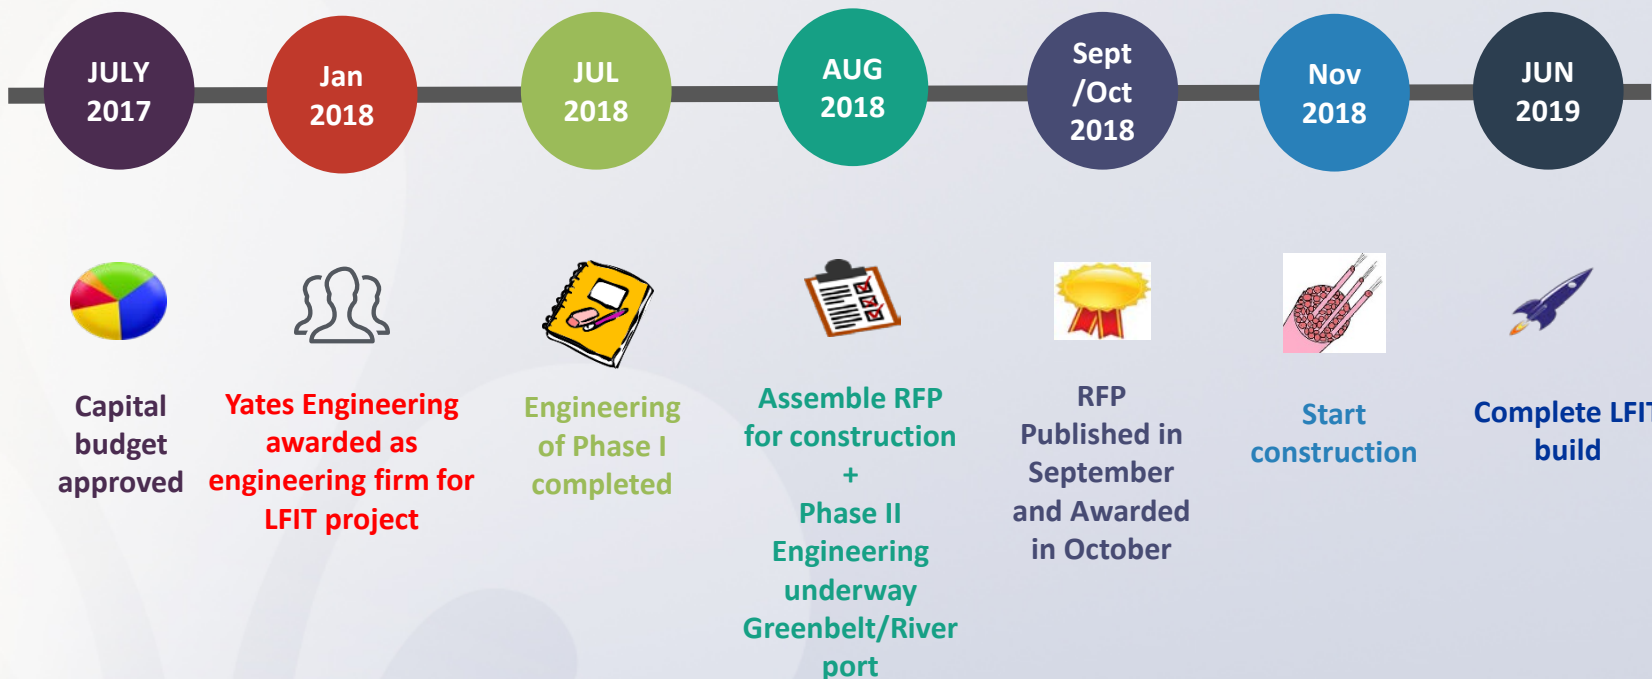 JULY
2017
Jan
2018
JUL
2018
AUG
2018
Sept
/Oct
2018
Nov
2018
JUN
2019
Capital
budget
approved
Yates Engineering
awarded as
engineering firm for
LFIT project
Engineering
of Phase I
completed
Assemble RFP
for construction
+
Phase II
Engineering
underway
Greenbelt/River
port
RFP
Published in
September
and Awarded
in October
Start
construction
Complete LFIT
build